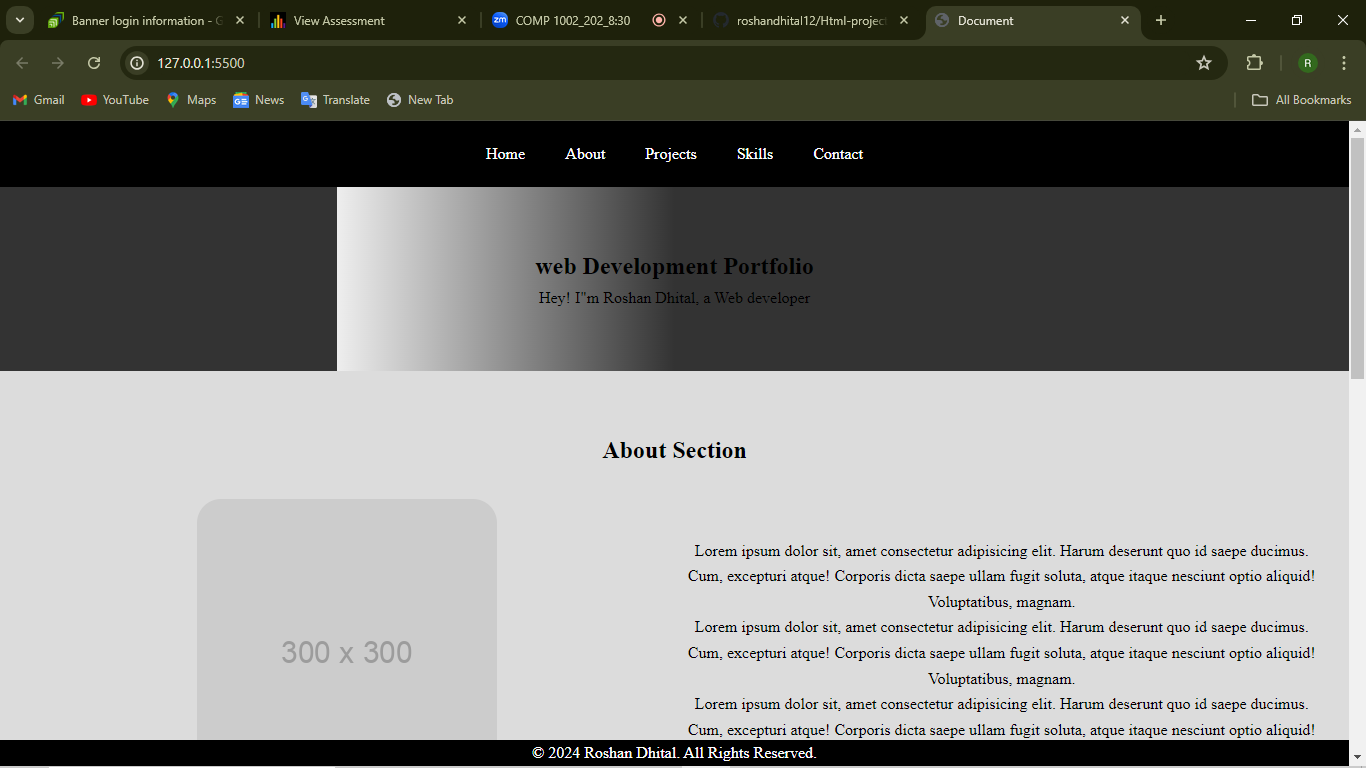 Banner login information - G
View Assessment
zm COMP 1002_202_8:30
roshandhital12/Html-projec
Document
127.0.0.1:5500
R
Gmail
YouTube
Maps
News
Translate
New Tab
All Bookmarks
Home About Projects Skills Contact
web Development Portfolio
Hey! I"m Roshan Dhital, a Web developer
About Section
300 x 300
Lorem ipsum dolor sit, amet consectetur adipisicing elit. Harum deserunt quo id saepe ducimus.
Cum, excepturi atque! Corporis dicta saepe ullam fugit soluta, atque itaque nesciunt optio aliquid!
Voluptatibus, magnam.
Lorem ipsum dolor sit, amet consectetur adipisicing elit. Harum deserunt quo id saepe ducimus.
Cum, excepturi atque! Corporis dicta saepe ullam fugit soluta, atque itaque nesciunt optio aliquid!
Voluptatibus, magnam.
Lorem ipsum dolor sit, amet consectetur adipisicing elit. Harum deserunt quo id saepe ducimus.
Cum, excepturi atque! Corporis dicta saepe ullam fugit soluta, atque itaque nesciunt optio aliquid!
© 2024 Roshan Dhital. All Rights Reserved.